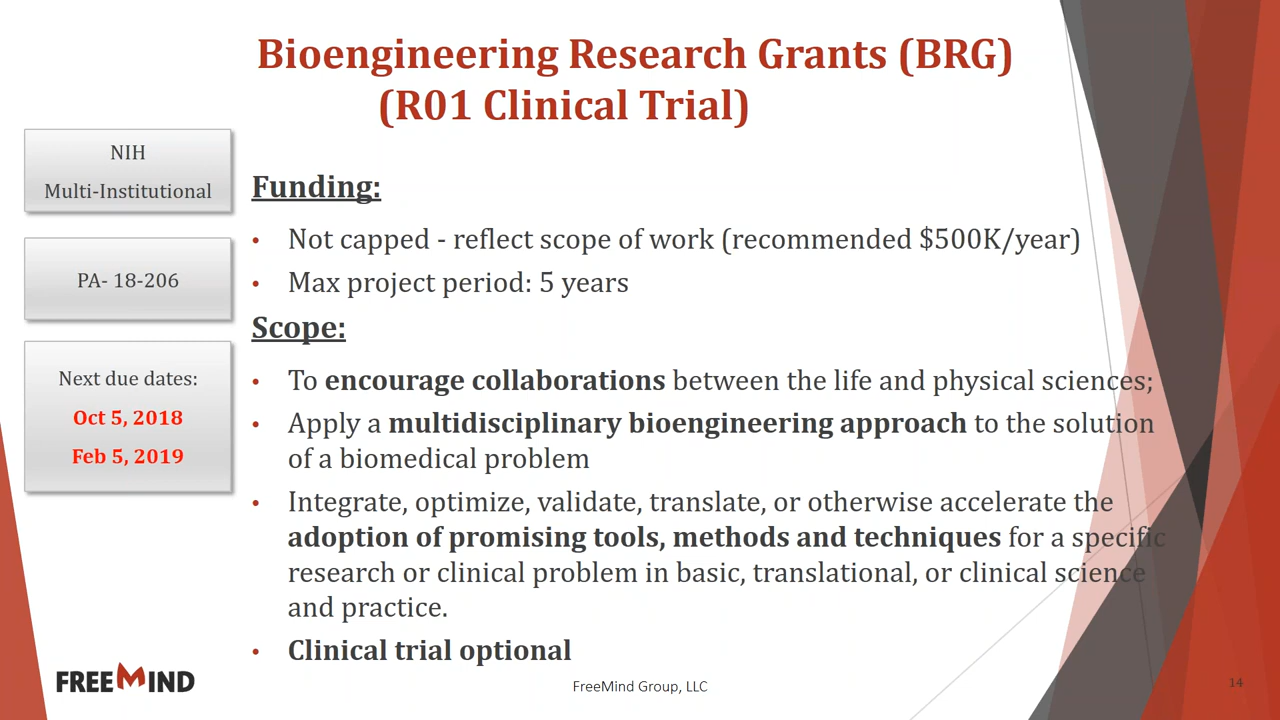 Bioengineering Research Grants (BRG)
(R01 Clinical Trial)
NIH
Multi-Institutional
PA- 18-206
Next due dates:
Oct 5, 2018
Feb 5, 2019
Funding:
• Not capped - reflect scope of work (recommended $500K/year)
• Max project period: 5 years
Scope:
• To encourage collaborations between the life and physical sciences;
• Apply a multidisciplinary bioengineering approach to the solution
of a biomedical problem
• Integrate, optimize, validate, translate, or otherwise accelerate the
adoption of promising tools, methods and techniques for a specific
research or clinical problem in basic, translational, or clinical science
and practice.
• Clinical trial optional
FREEMIND
FreeMind Group, LLC
14